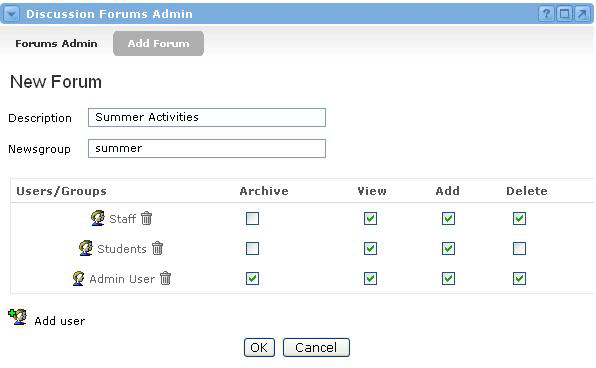 Discussion Forums Admin ?
Forums Admin Add Forum
New Forum
Description Summer Activities
Newsgroup summer
Users/Groups Archive View Add Delete
Staff
Students
Admin User
Add user
OK Cancel